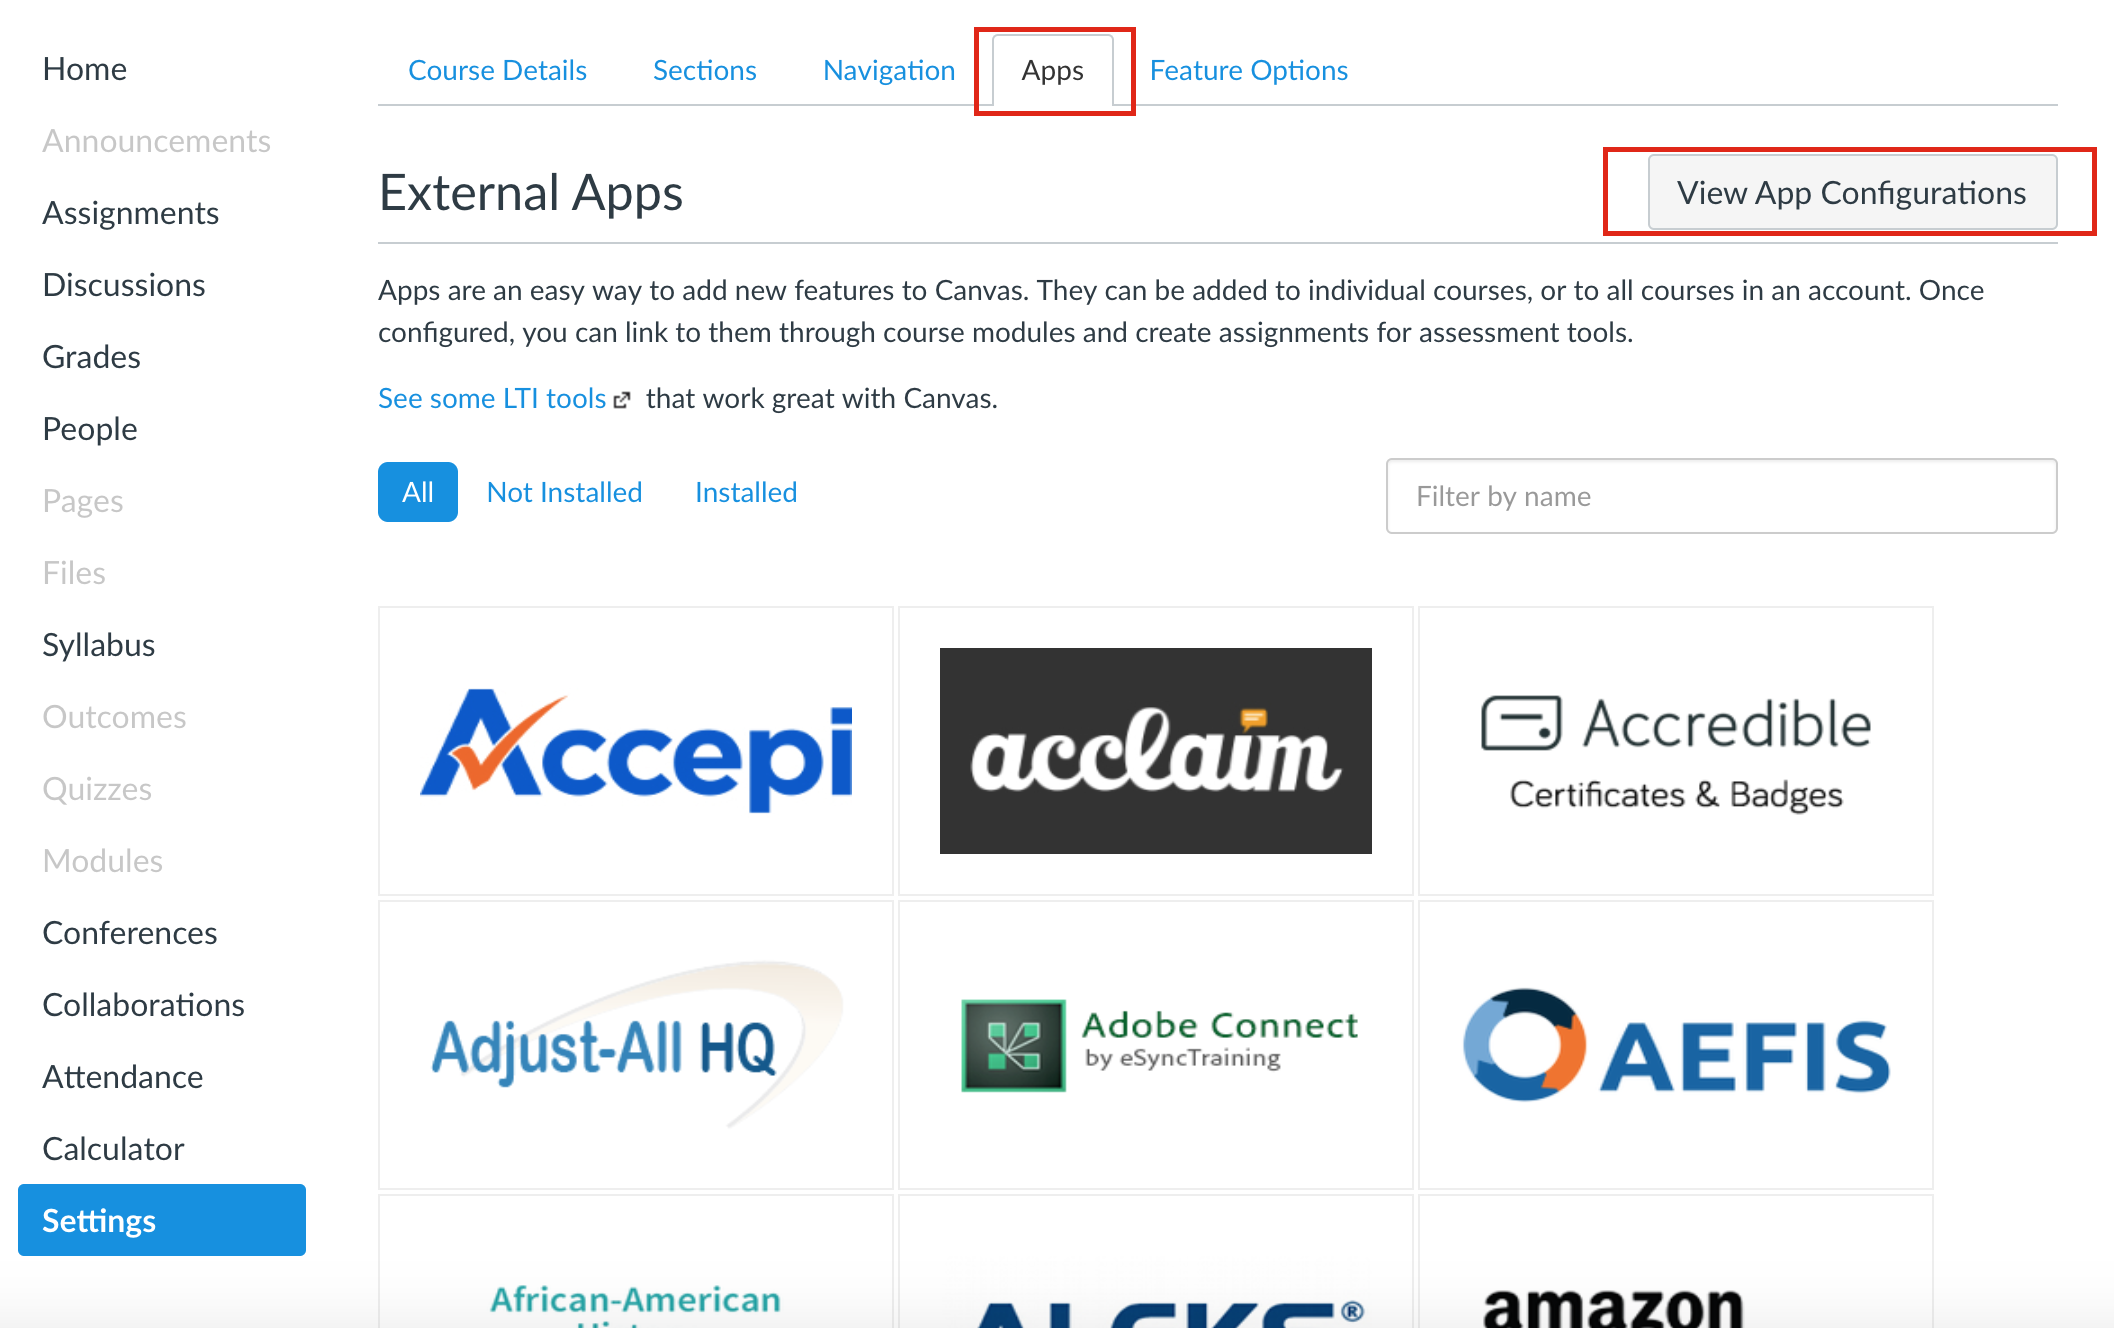 Home
Announcements
Assignments
Discussions
Grades
People
Pages
Files
Syllabus
Outcomes
Quizzes
Modules
Conferences
Collaborations
Attendance
Calculator
Settings
Course Details
Sections
Navigation
Apps
Feature Options
External Apps
View App Configurations
Apps are an easy way to add new features to Canvas. They can be added to individual courses, or to all courses in an account. Once
configured, you can link to them through course modules and create assignments for assessment tools.
See some LTI tools that work great with Canvas.
All
Not Installed
Installed
Filter by name
Accepi
acclaim
Accredible
Certificates & Badges
Adjust-All HQ
Adobe Connect
by eSyncTraining
AEFIS
African-American
ALEKS®
amazon